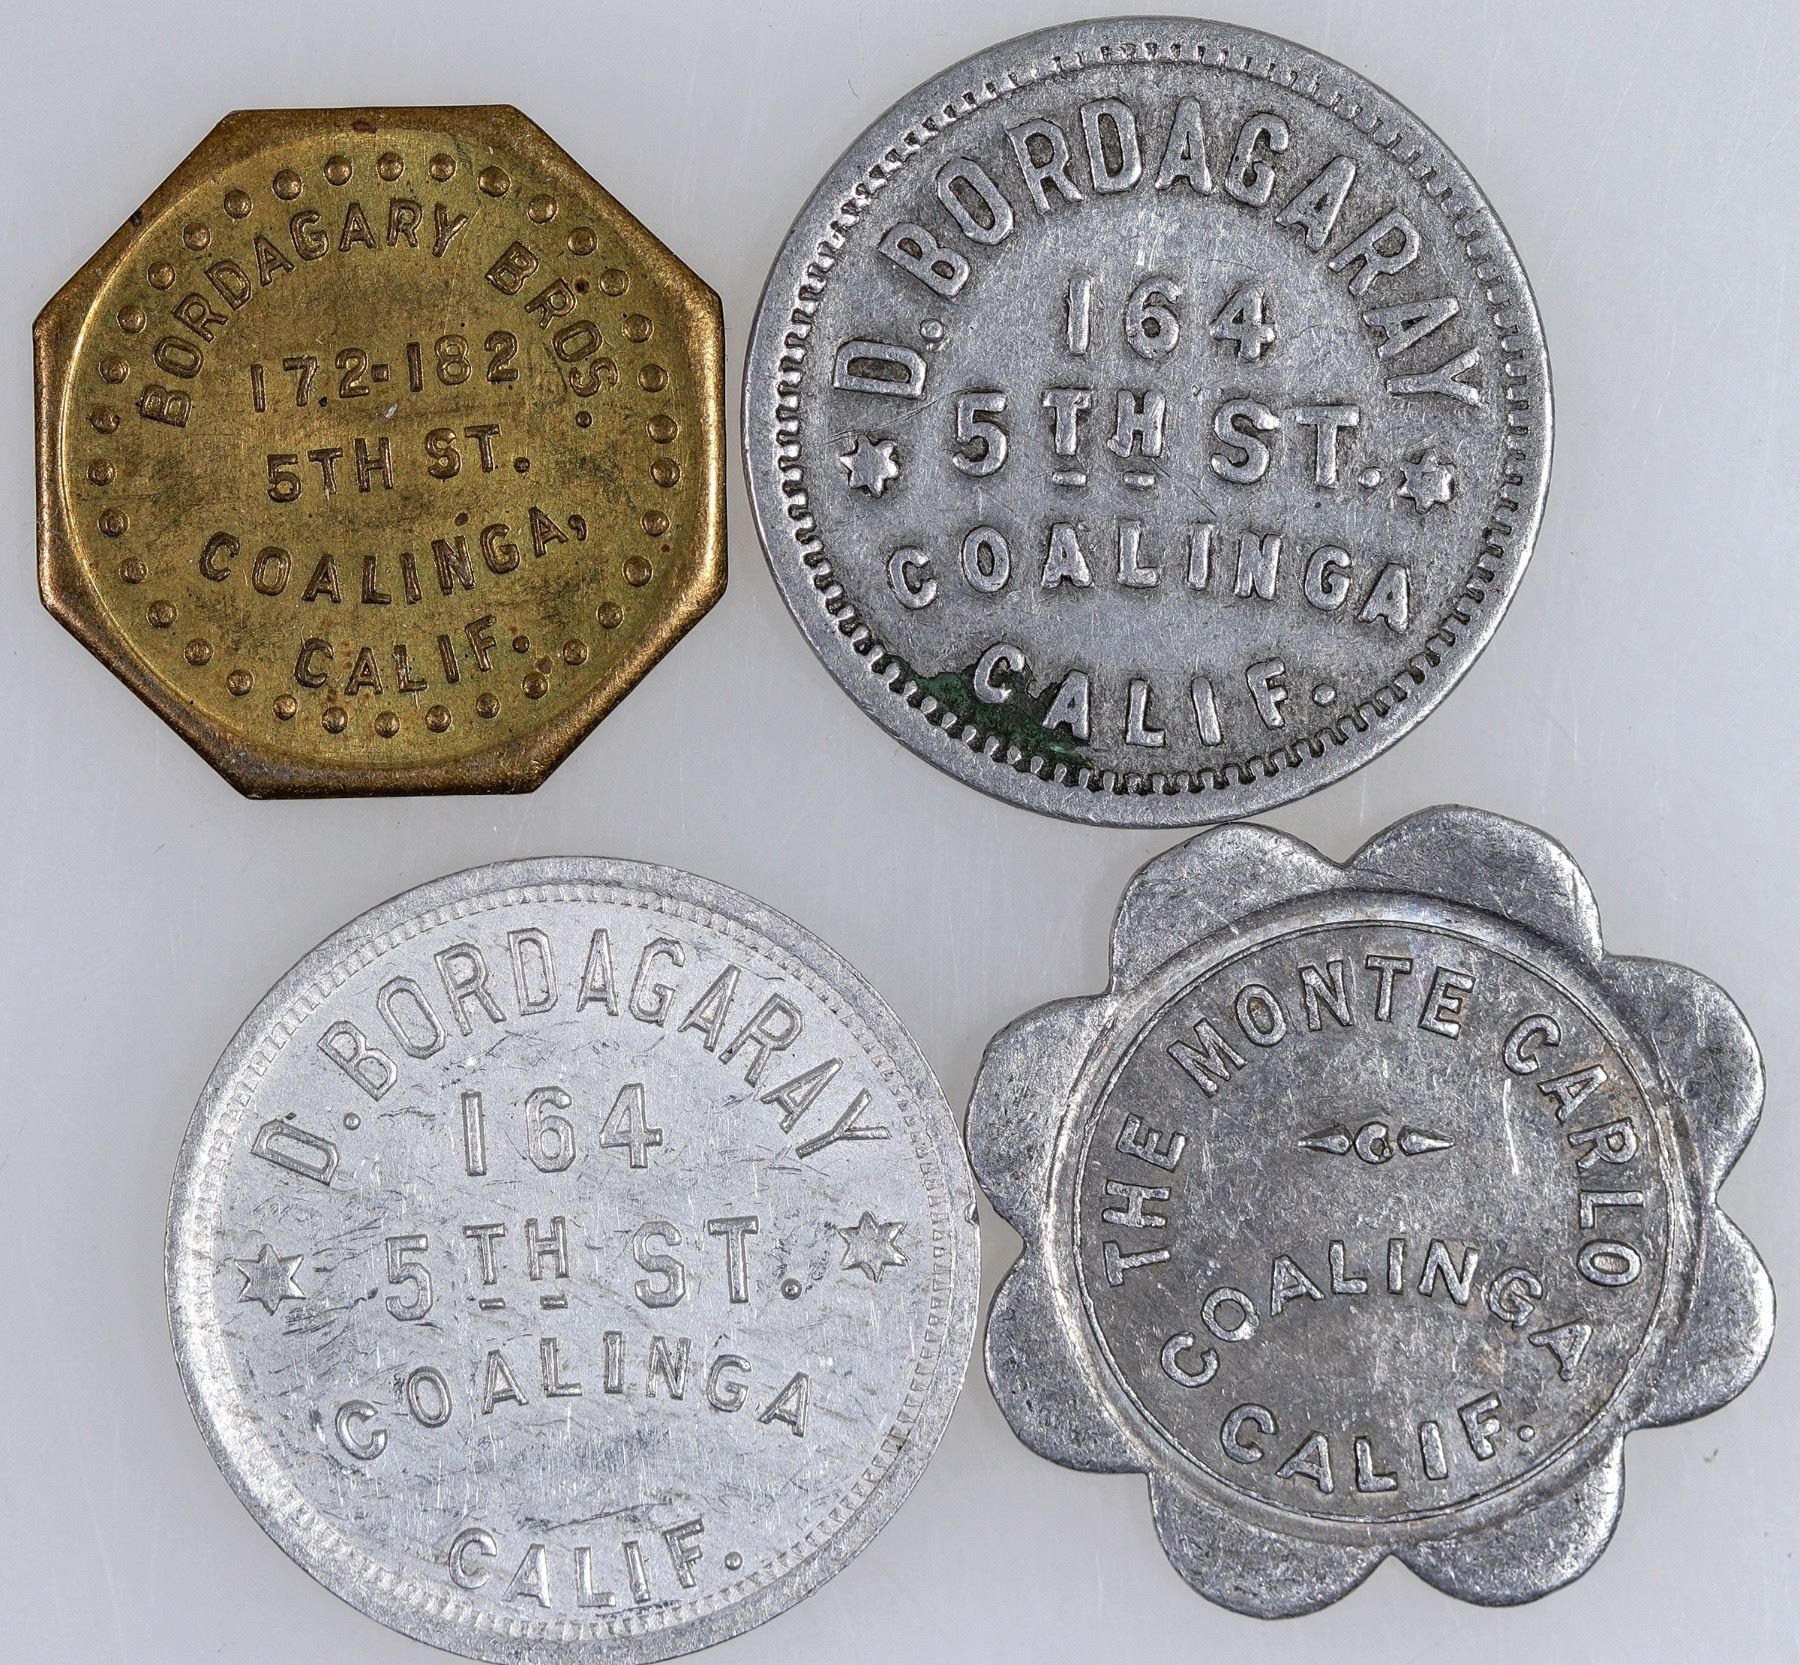 BORDAGARY BROS.
172-182
5TH ST.
COALINGA,
CALIF.
D. BORDAGARAY
164
5TH ST.
COALINGA
CALIF.
D. BORDAGARAY
164
5TH ST.
COALINGA
CALIF.
THE MONTE CARLO
COALINGA
CALIF.